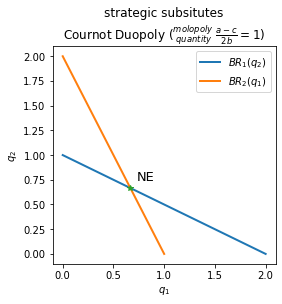 strategic subsitutes
Cournot Duopoly (molopoly quantity a−c/2b = 1)
BR₁(q₂)
BR₂(q₁)
2.00
1.75
1.50
1.25
1.00
0.75
0.50
0.25
0.00
q₂
NE
0.0 0.5 1.0 1.5 2.0
q₁